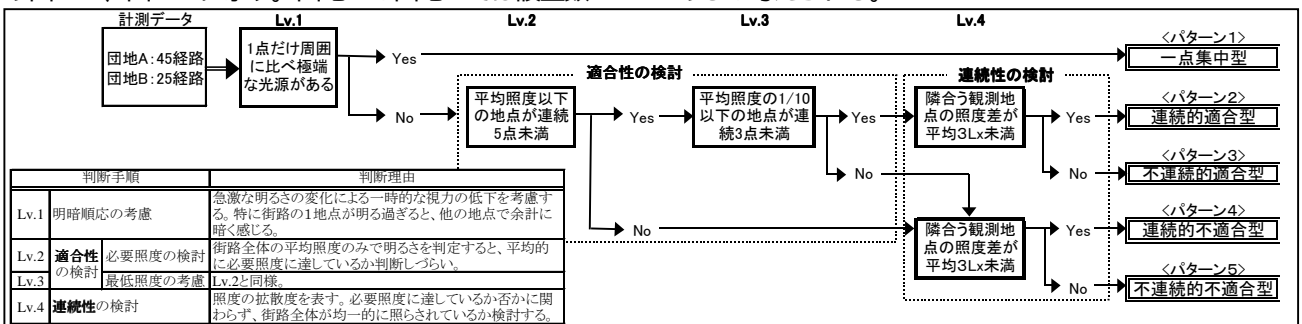 計測データ
Lv.1
Lv.2
Lv.3
Lv.4
団地A:45経路
団地B:25経路
1点だけ周囲
に比べ極端
な光源がある
Yes
No
適合性の検討
平均照度以下
の地点が連続
5点未満
Yes
No
平均照度の1/10
以下の地点が連
続3点未満
Yes
No
連続性の検討
隣合う観測地
点の照度差が
平均3Lx未満
Yes
No
隣合う観測地
点の照度差が
平均3Lx未満
Yes
No
<パターン1>
一点集中型
<パターン2>
連続的適合型
<パターン3>
不連続的適合型
<パターン4>
連続的不適合型
<パターン5>
不連続的不適合型
判断手順 判断理由
Lv.1 明暗順応の考慮 急激な明るさの変化による一時的な視力の低下を考慮す
る。特に街路の1地点が明る過ぎると、他の地点で余計に
暗く感じる。
Lv.2 適合性の検討 必要照度の検討 街路全体の平均照度のみで明るさを判定すると、平均的
に必要照度に達しているか判断しづらい。
Lv.3 最低照度の考慮 Lv.2と同様。
Lv.4 連続性の検討 照度の拡散度を表す。必要照度に達しているか否かに関
わらず、街路全体が均一的に照らされているか検討する。